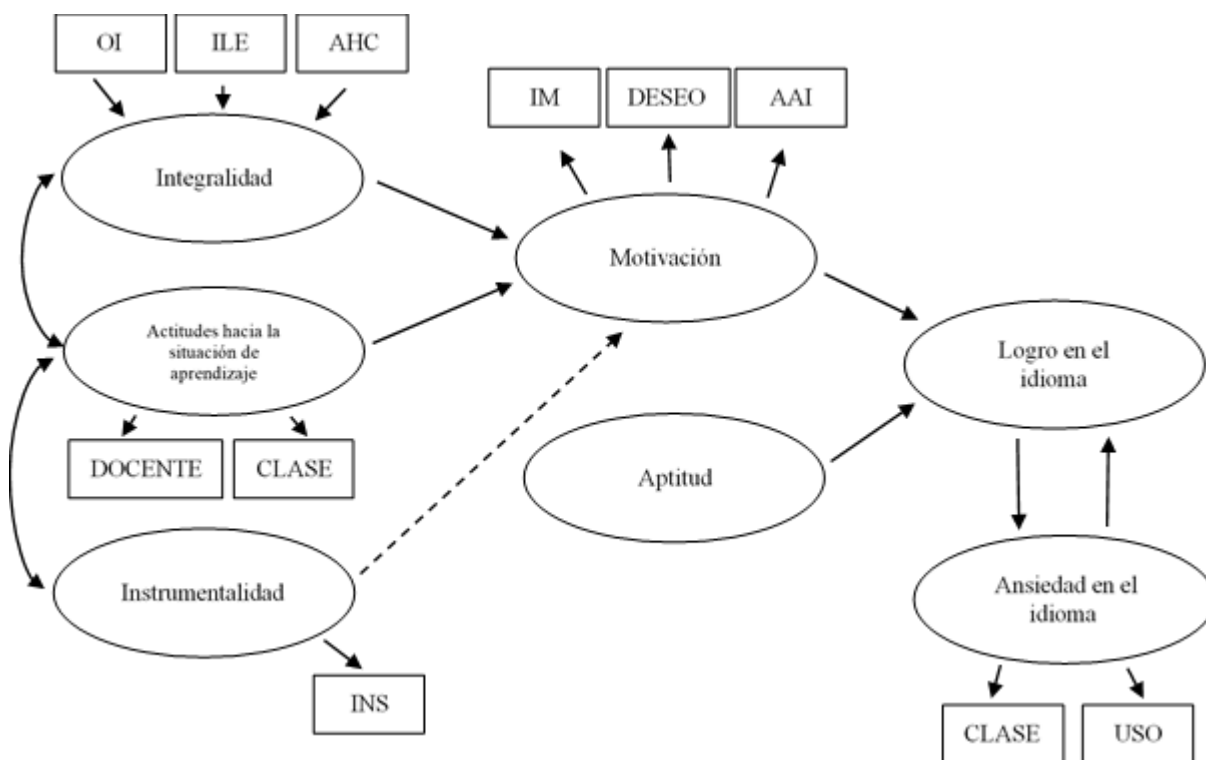 OI
ILE
AHC
IM
DESEO
AAI
Integralidad
Motivación
Actitudes hacia la
situación de
aprendizaje
Logro en el
idioma
DOCENTE
CLASE
Aptitud
Instrumentalidad
Ansiedad en el
idioma
INS
CLASE
USO